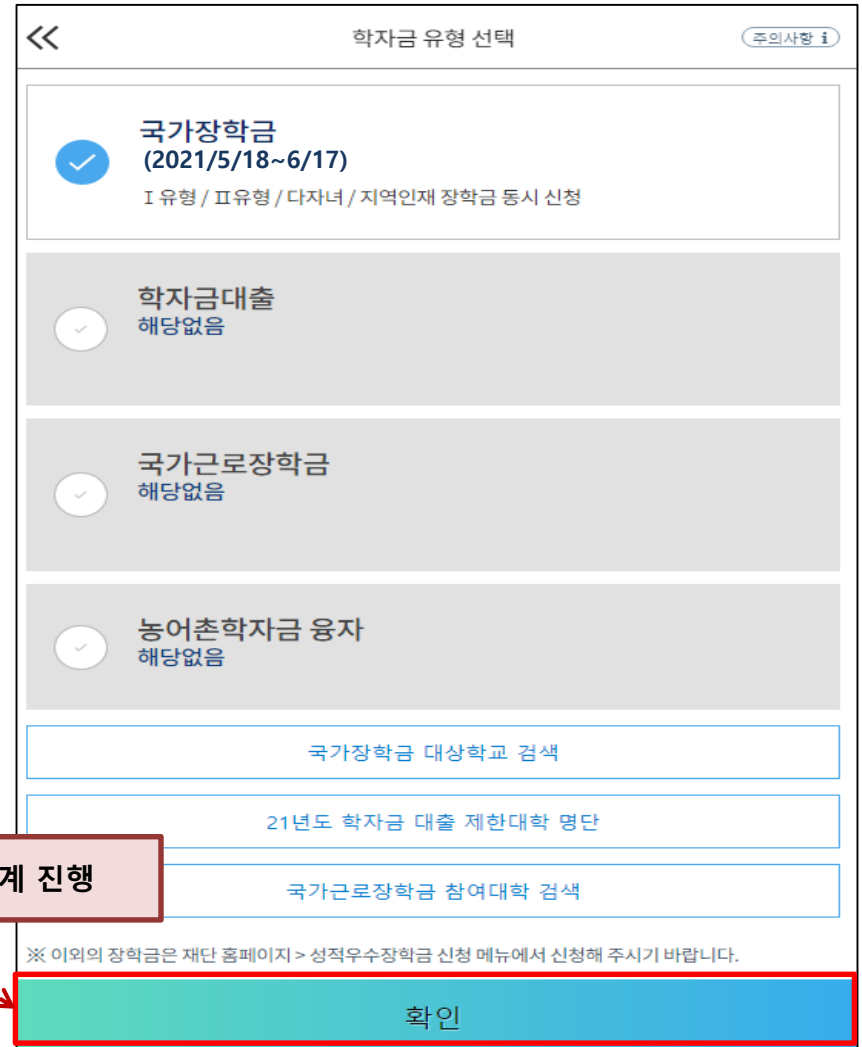 학자금 유형 선택
주의사항 i
국가장학금
(2021/5/18~6/17)
Ⅰ유형 / Ⅱ유형 / 다자녀 / 지역인재 장학금 동시 신청
학자금대출
해당없음
국가근로장학금
해당없음
농어촌학자금 융자
해당없음
국가장학금 대상학교 검색
21년도 학자금 대출 제한대학 명단
계 진행
국가근로장학금 참여대학 검색
※ 이외의 장학금은 재단 홈페이지 > 성적우수장학금 신청 메뉴에서 신청해 주시기 바랍니다.
확인